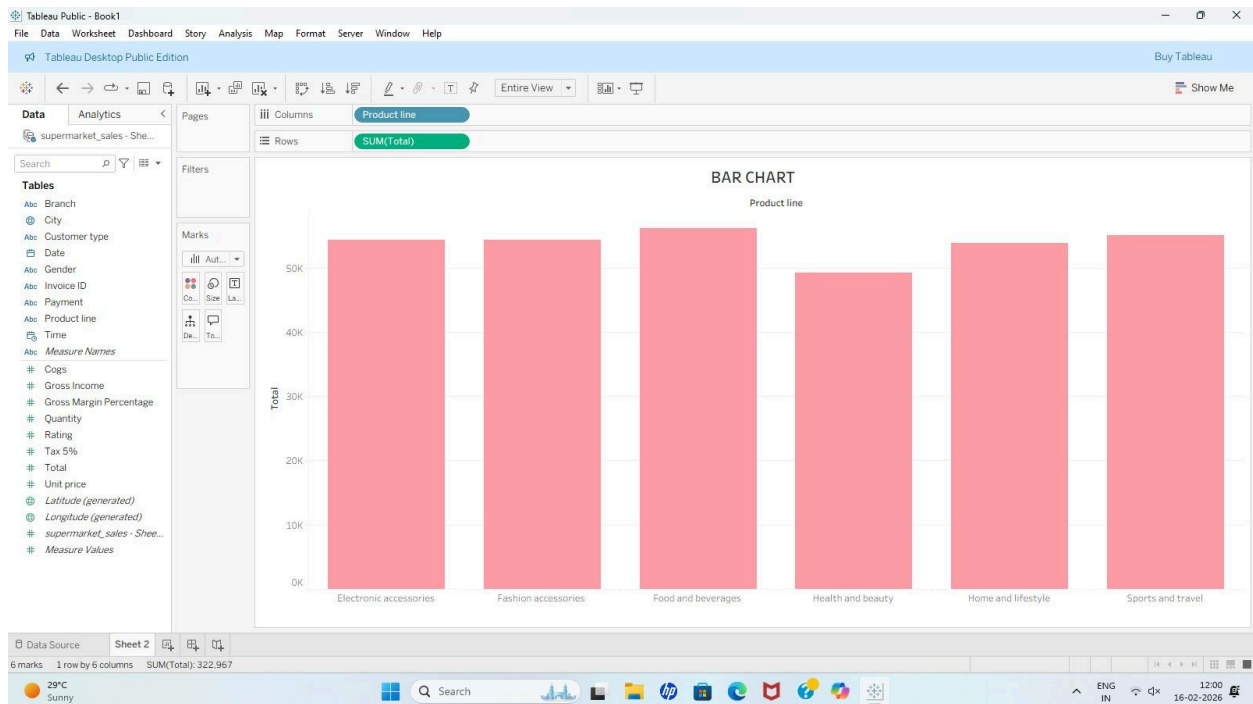 Tableau Public - Book1
File Data Worksheet Dashboard Story Analysis Map Format Server Window Help
Tableau Desktop Public Edition
Buy Tableau
Entire View
Show Me
Data Analytics
supermarket_sales - She...
Search
Tables
Abc Branch
City
Abc Customer type
Date
Abc Gender
Abc Invoice ID
Abc Payment
Abc Product line
Time
Abc Measure Names
# Cogs
# Gross Income
# Gross Margin Percentage
# Quantity
# Rating
# Tax 5%
# Total
# Unit price
Latitude (generated)
Longitude (generated)
# supermarket_sales - Shee...
# Measure Values
Pages
Filters
Marks
Aut...
Co... Size La...
De... To...
Columns Product line
Rows SUM(Total)
BAR CHART
Product line
Total
50K
40K
30K
20K
10K
0K
Electronic accessories Fashion accessories Food and beverages Health and beauty Home and lifestyle Sports and travel
Data Source Sheet 2
6 marks 1 row by 6 columns SUM(Total): 322,967
29°C
Sunny
Search
hp
ENG
IN
12:00
16-02-2026